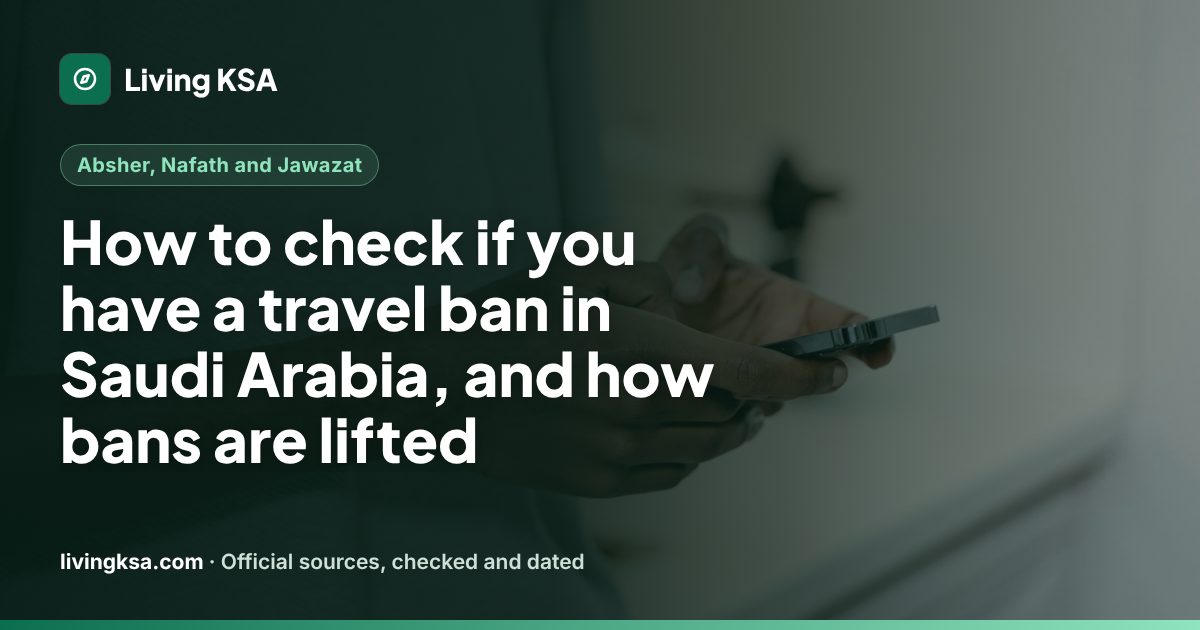 Living KSA
Absher, Nafath and Jawazat
How to check if you
have a travel ban in
Saudi Arabia, and how
bans are lifted
livingksa.com · Official sources, checked and dated